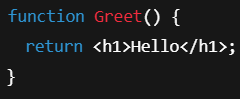 function Greet() {
  return <h1>Hello</h1>;
}